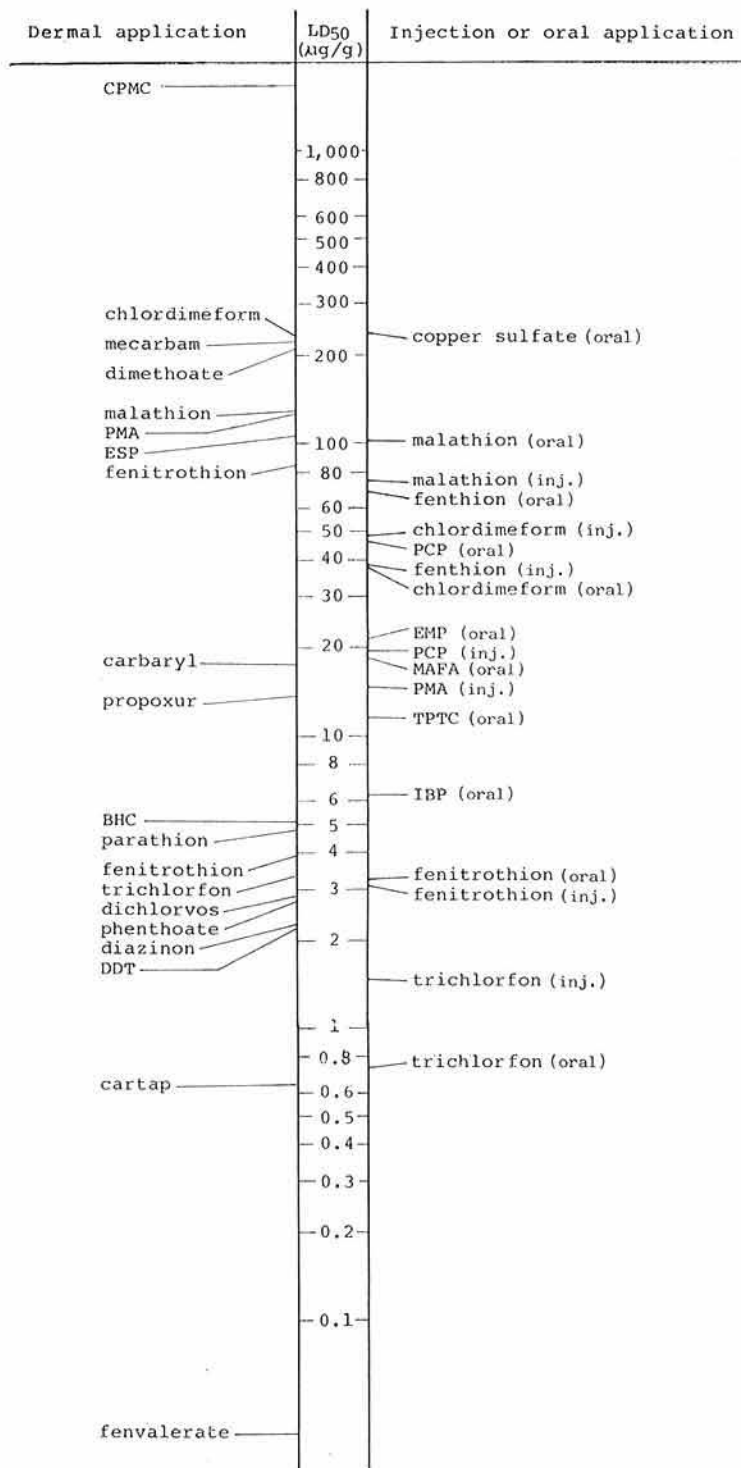 Dermal application
LD50
(µg/g)
Injection or oral application
CPMC
1,000
800
600
500
400
300
chlordimeform
mecarbam
copper sulfate (oral)
200
dimethoate
malathion
PMA
100
malathion (oral)
ESP
fenitrothion
80
malathion (inj.)
fenthion (oral)
60
50
chlordimeform (inj.)
PCP (oral)
40
fenthion (inj.)
chlordimeform (oral)
30
EMP (oral)
20
PCP (inj.)
carbaryl
MAFA (oral)
PMA (inj.)
propoxur
TPTC (oral)
10
8
6
IBP (oral)
BHC
5
parathion
4
fenitrothion
fenitrothion (oral)
trichlorfon
3
fenitrothion (inj.)
dichlorvos
phenthoate
diazinon
2
DDT
trichlorfon (inj.)
1
0.8
trichlorfon (oral)
cartap
0.6
0.5
0.4
0.3
0.2
0.1
fenvalerate